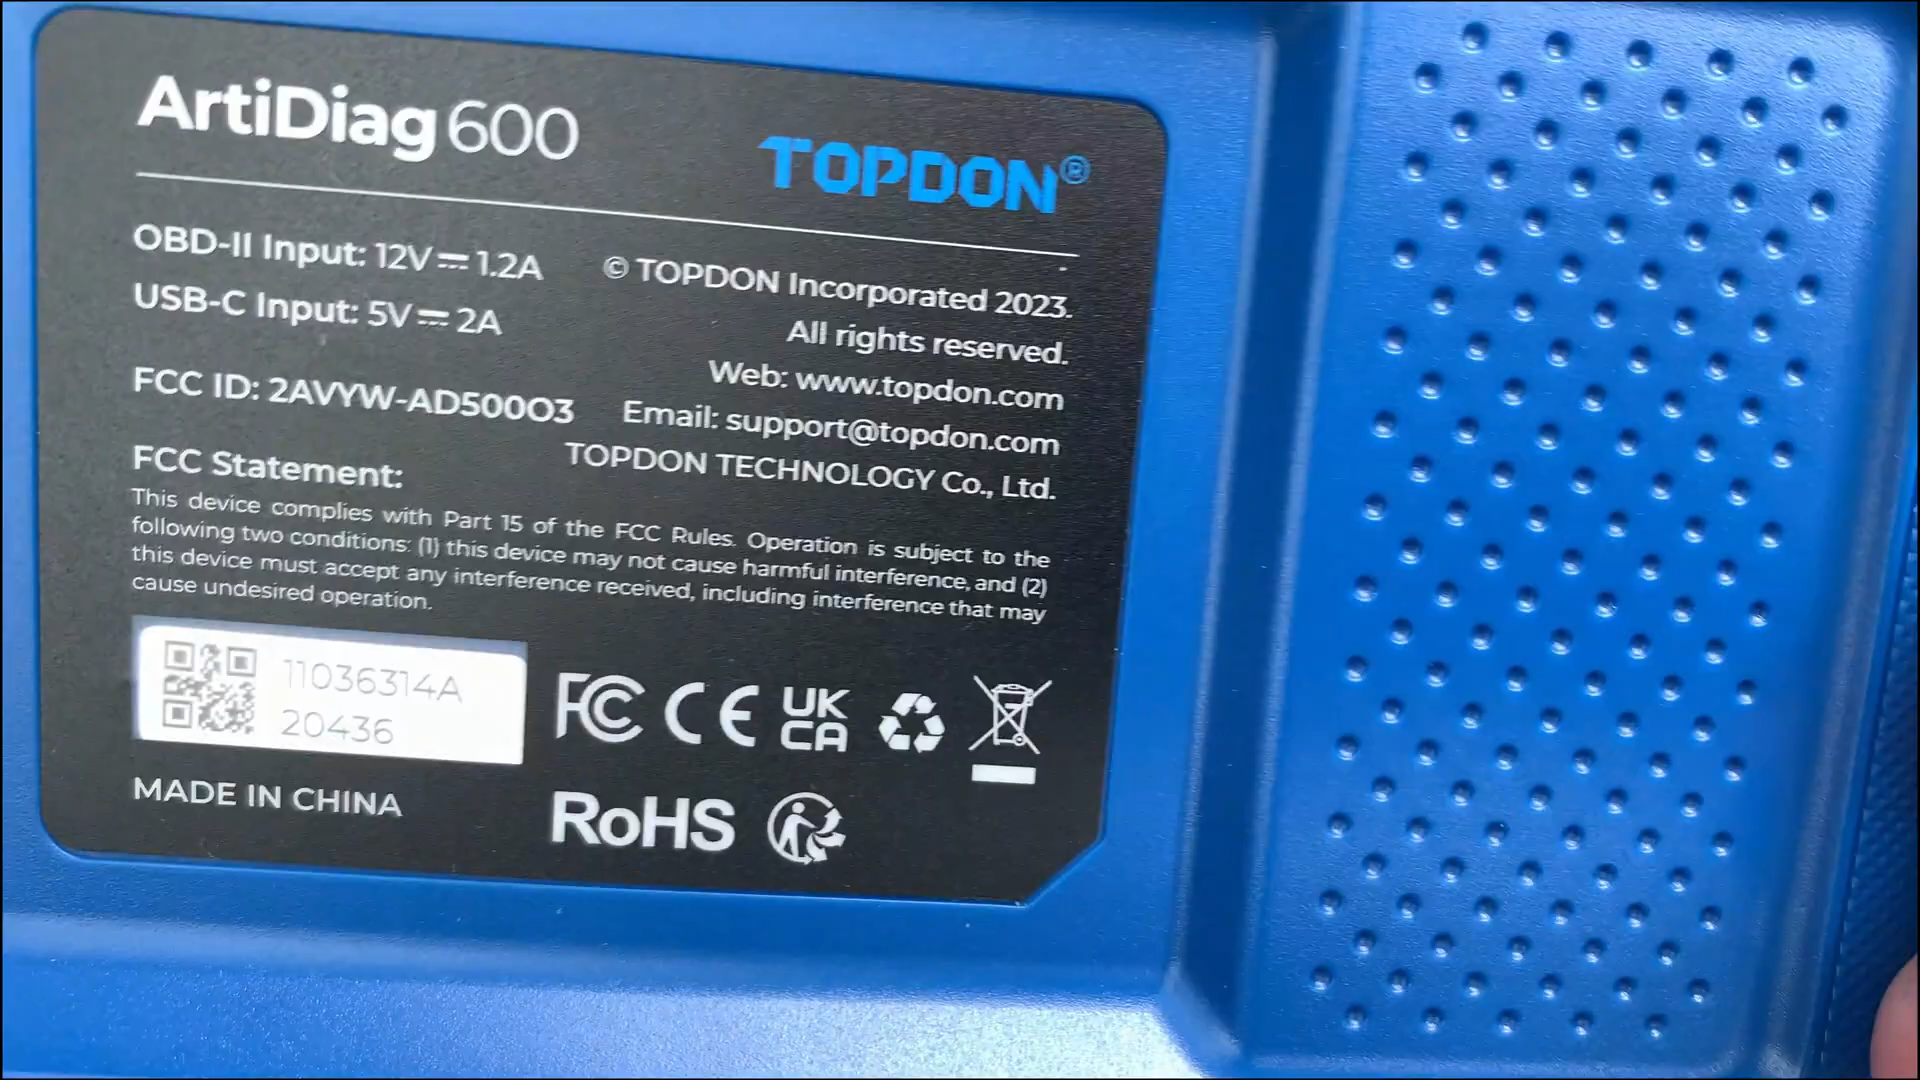 ArtiDiag600
TOPDON®
OBD-II Input: 12V⎓1.2A
USB-C Input: 5V⎓2A
FCC ID: 2AVYW-AD500O3
© TOPDON Incorporated 2023.
All rights reserved.
Web: www.topdon.com
Email: support@topdon.com
TOPDON TECHNOLOGY Co., Ltd.
FCC Statement:
This device complies with Part 15 of the FCC Rules. Operation is subject to the
following two conditions: (1) this device may not cause harmful interference, and (2)
this device must accept any interference received, including interference that may
cause undesired operation.
11036314A
20436
FC CE UK
CA
MADE IN CHINA
RoHS